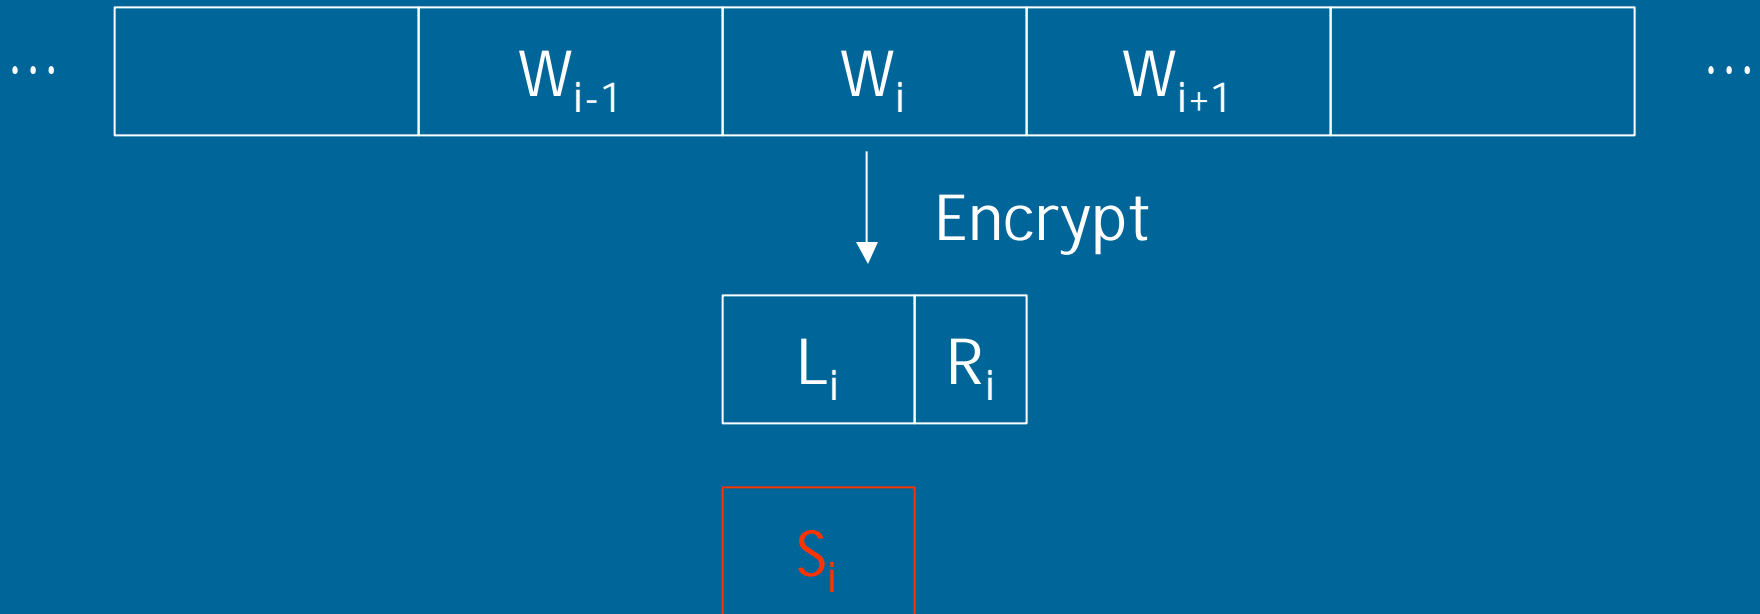 ... W_{i-1} W_i W_{i+1} ...
Encrypt
L_i R_i
S_i